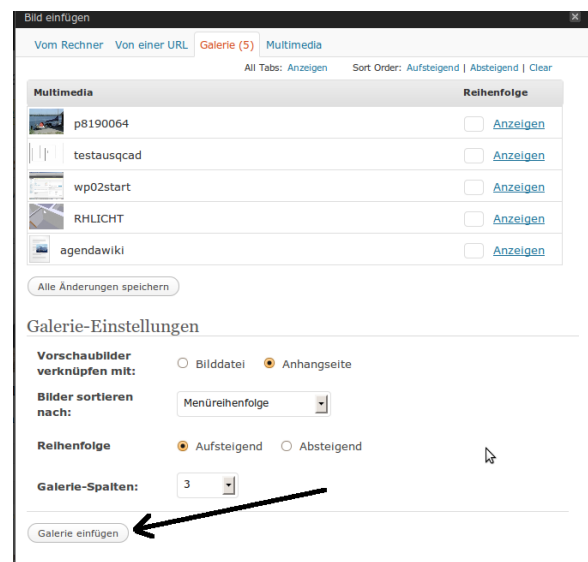 Bild einfügen
Vom Rechner Von einer URL Galerie (5) Multimedia
All Tabs: Anzeigen Sort Order: Aufsteigend | Absteigend | Clear
Multimedia Reihenfolge
p8190064 Anzeigen
testausqcad Anzeigen
wp02start Anzeigen
RHLICHT Anzeigen
agendawiki Anzeigen
Alle Änderungen speichern
Galerie-Einstellungen
Vorschaubilder
verknüpfen mit: Bilddatei Anhangseite
Bilder sortieren
nach: Menüreihenfolge
Reihenfolge Aufsteigend Absteigend
Galerie-Spalten: 3
Galerie einfügen